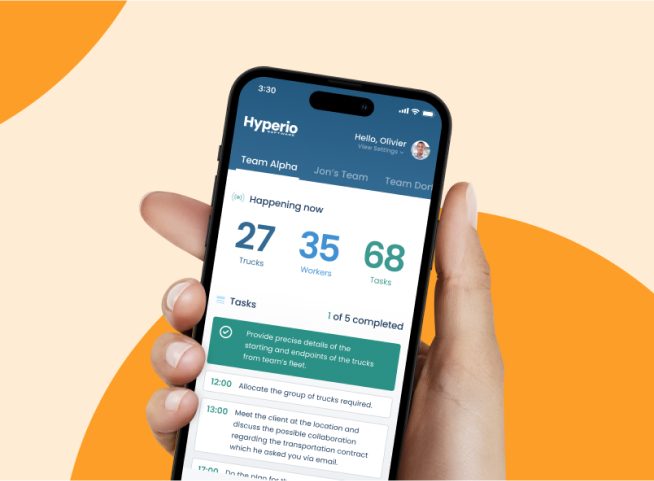 3:30
Hyperio
SOFTWARE
Hello, Olivier
View Settings
Team Alpha
Jon's Team
Team Don
Happening now
27
35
68
Trucks
Workers
Tasks
Tasks
1 of 5 completed
Provide precise details of the
starting and endpoints of the trucks
from team's fleet.
12:00 Allocate the group of trucks required.
13:00 Meet the client at the location and
discuss the possible collaboration
regarding the transportation contract
which he asked you via email.
17:00 Do the plan for